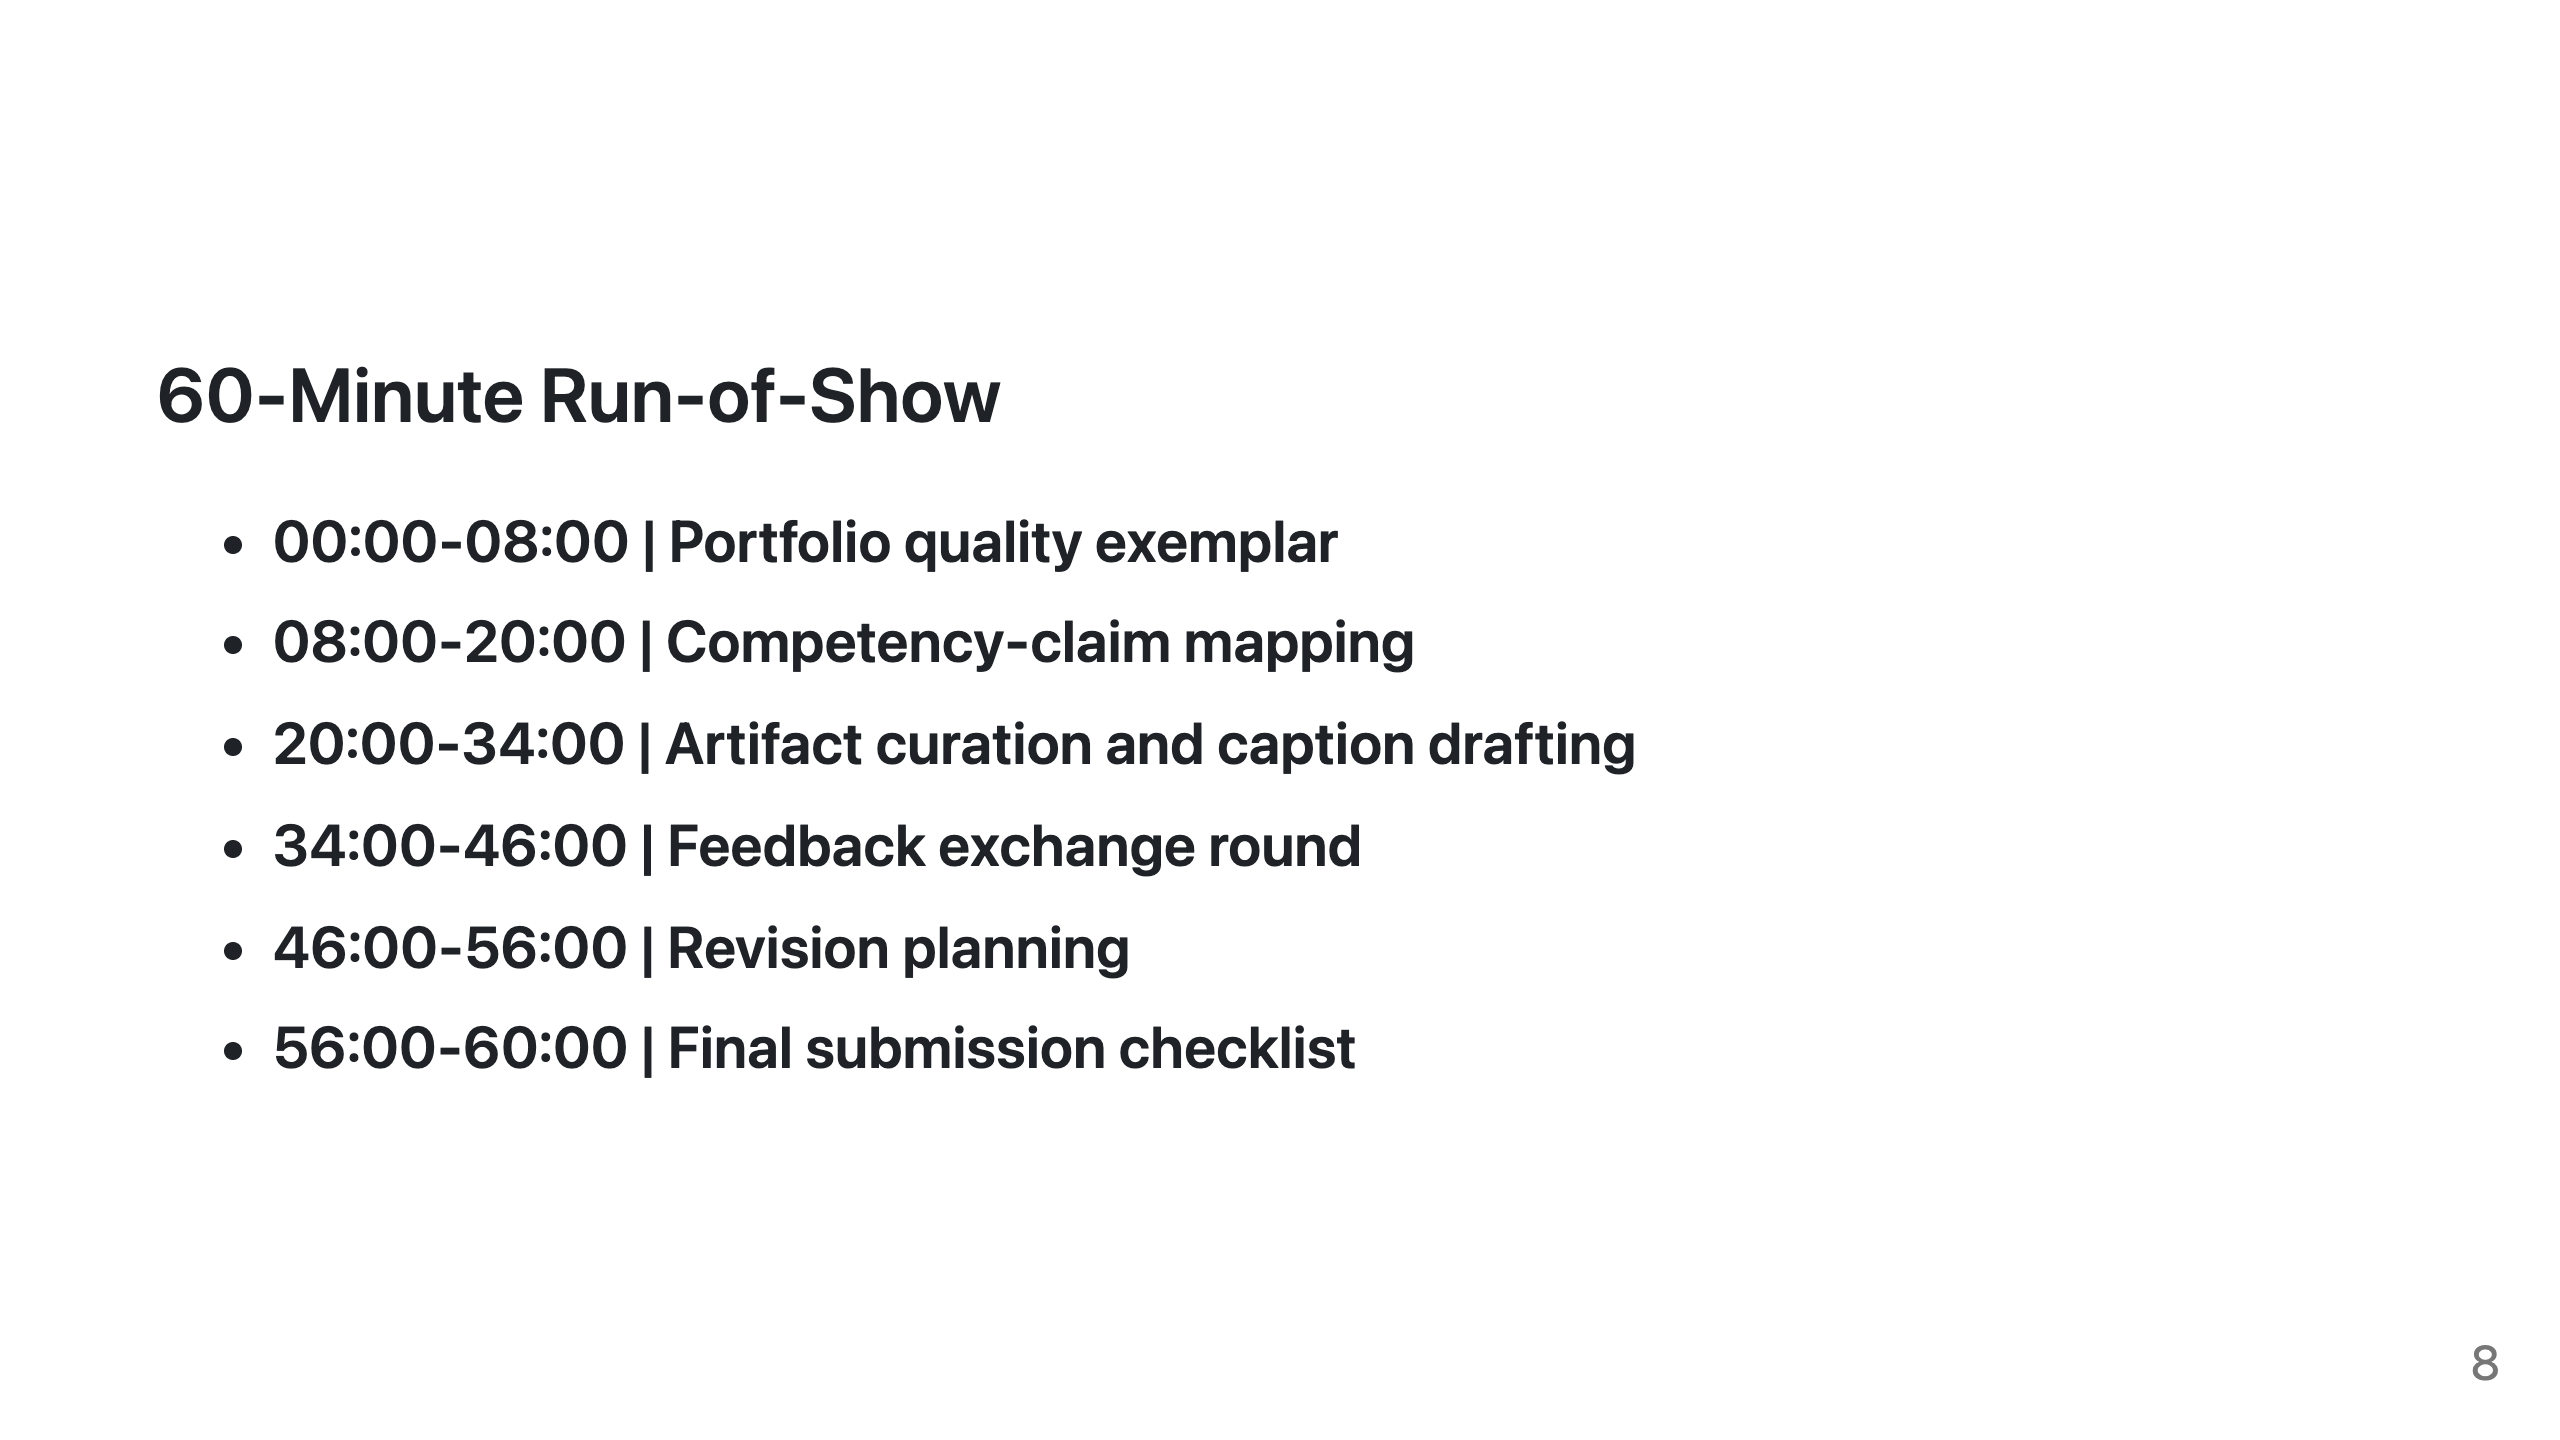 60-Minute Run-of-Show
• 00:00-08:00 | Portfolio quality exemplar
• 08:00-20:00 | Competency-claim mapping
• 20:00-34:00 | Artifact curation and caption drafting
• 34:00-46:00 | Feedback exchange round
• 46:00-56:00 | Revision planning
• 56:00-60:00 | Final submission checklist
8